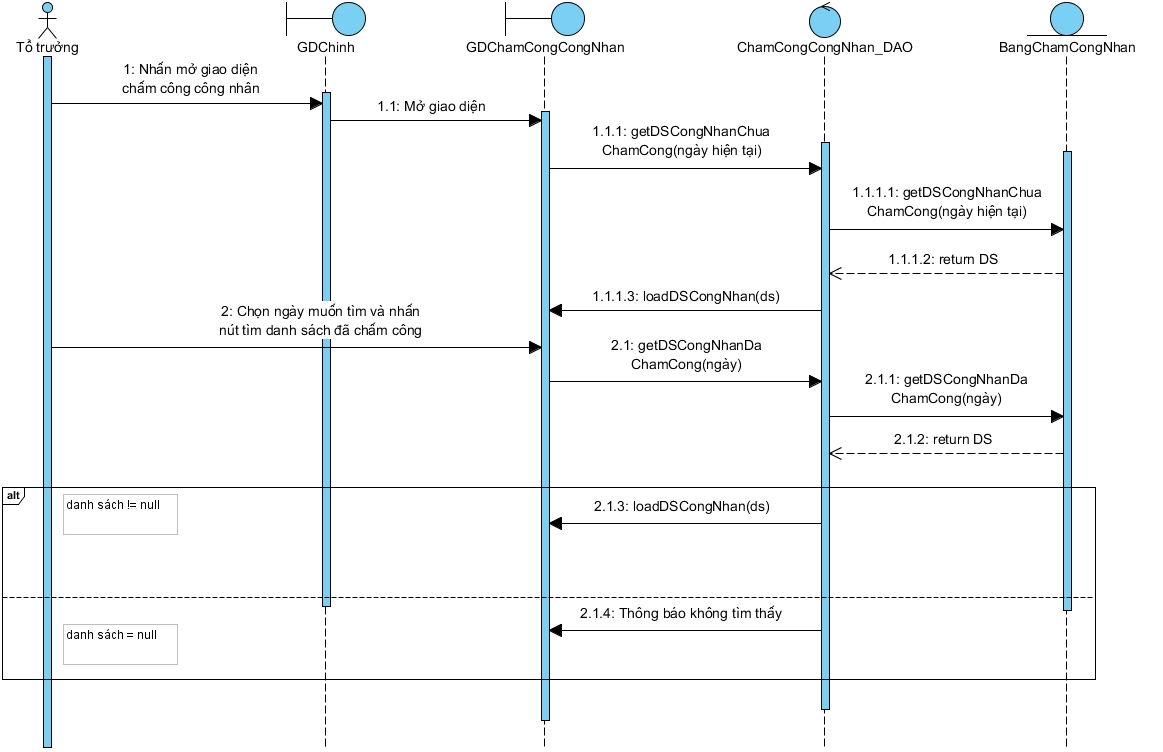 Tổ trưởng
GDChinh
GDChamCongCongNhan
ChamCongCongNhan_DAO
BangChamCongNhan
1: Nhấn mở giao diện
chấm công công nhân
1.1: Mở giao diện
1.1.1: getDSCongNhanChua
ChamCong(ngày hiện tại)
1.1.1.1: getDSCongNhanChua
ChamCong(ngày hiện tại)
1.1.1.2: return DS
1.1.1.3: loadDSCongNhan(ds)
2: Chọn ngày muốn tìm và nhấn
nút tìm danh sách đã chấm công
2.1: getDSCongNhanDa
ChamCong(ngày)
2.1.1: getDSCongNhanDa
ChamCong(ngày)
2.1.2: return DS
alt
danh sách != null
2.1.3: loadDSCongNhan(ds)
2.1.4: Thông báo không tìm thấy
danh sách = null